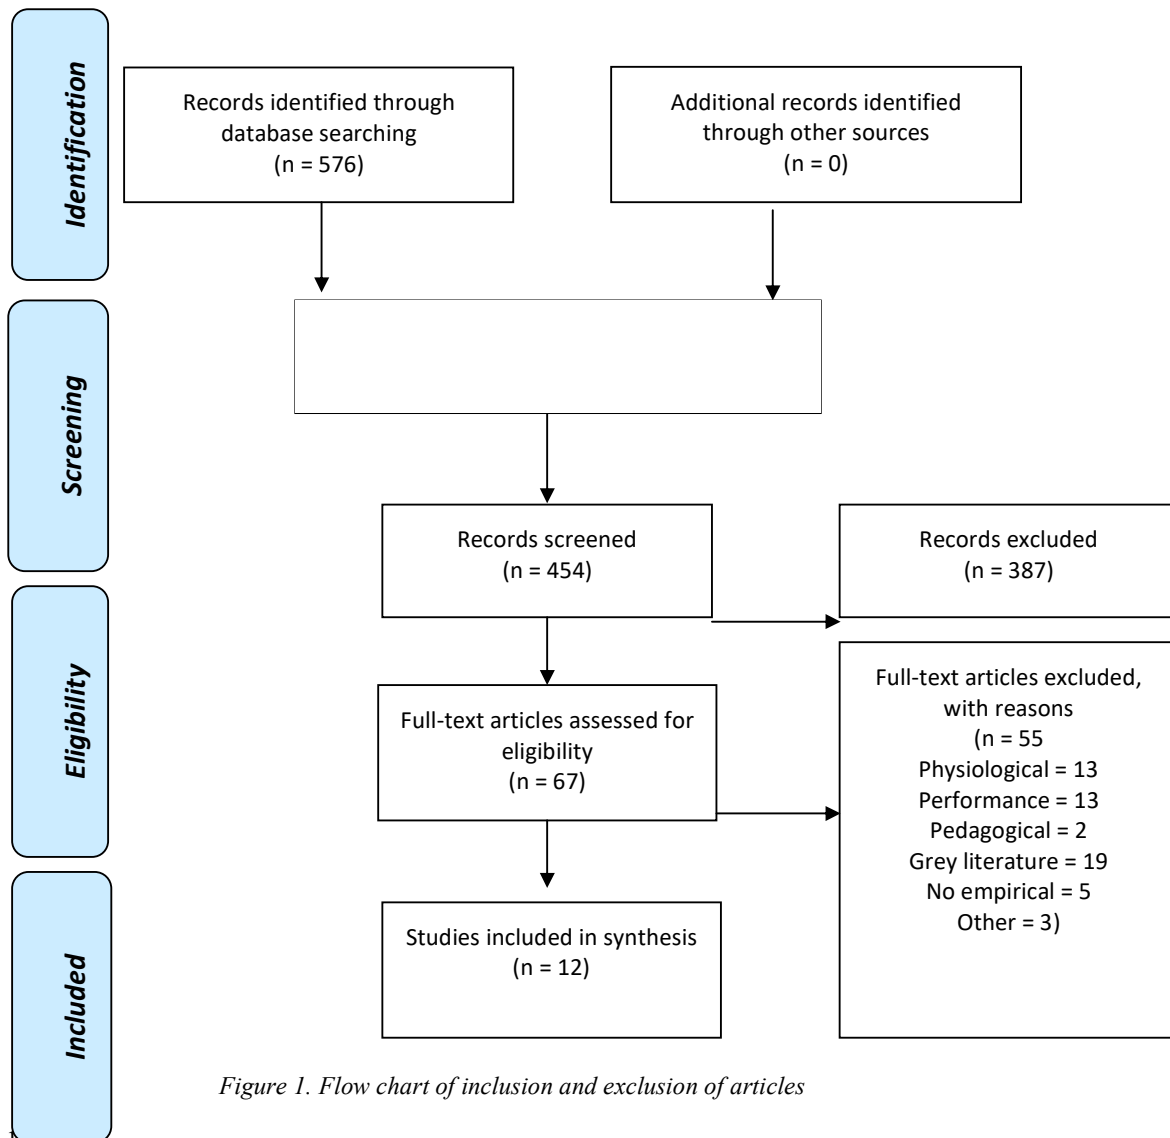 Identification
Records identified through
database searching
(n = 576)
Additional records identified
through other sources
(n = 0)
Screening
Records screened
(n = 454)
Records excluded
(n = 387)
Eligibility
Full-text articles assessed for
eligibility
(n = 67)
Full-text articles excluded,
with reasons
(n = 55
Physiological = 13
Performance = 13
Pedagogical = 2
Grey literature = 19
No empirical = 5
Other = 3)
Included
Studies included in synthesis
(n = 12)
Figure 1. Flow chart of inclusion and exclusion of articles